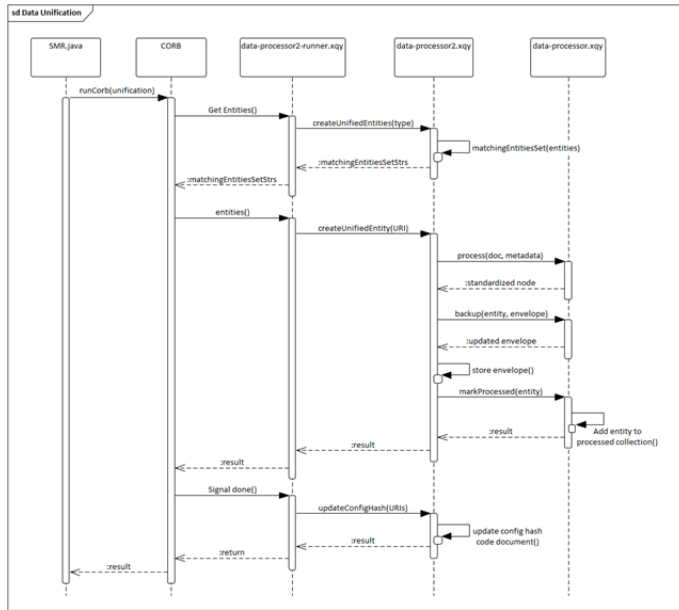 sd Data Unification
SMR.java
CORB
data-processor2-runner.xqy
data-processor2.xqy
data-processor.xqy
runCorb(unification)
Get Entities()
createUnifiedEntities(type)
matchingEntitiesSet(entities)
:matchingEntitiesSetStrs
:matchingEntitiesSetStrs
entities()
createUnifiedEntity(URI)
process(doc, metadata)
:standardized node
backup(entity, envelope)
:updated envelope
store envelope()
markProcessed(entity)
Add entity to
processed collection()
:result
:result
:result
Signal done()
updateConfigHash(URIs)
update config hash
code document()
:result
:return
:result